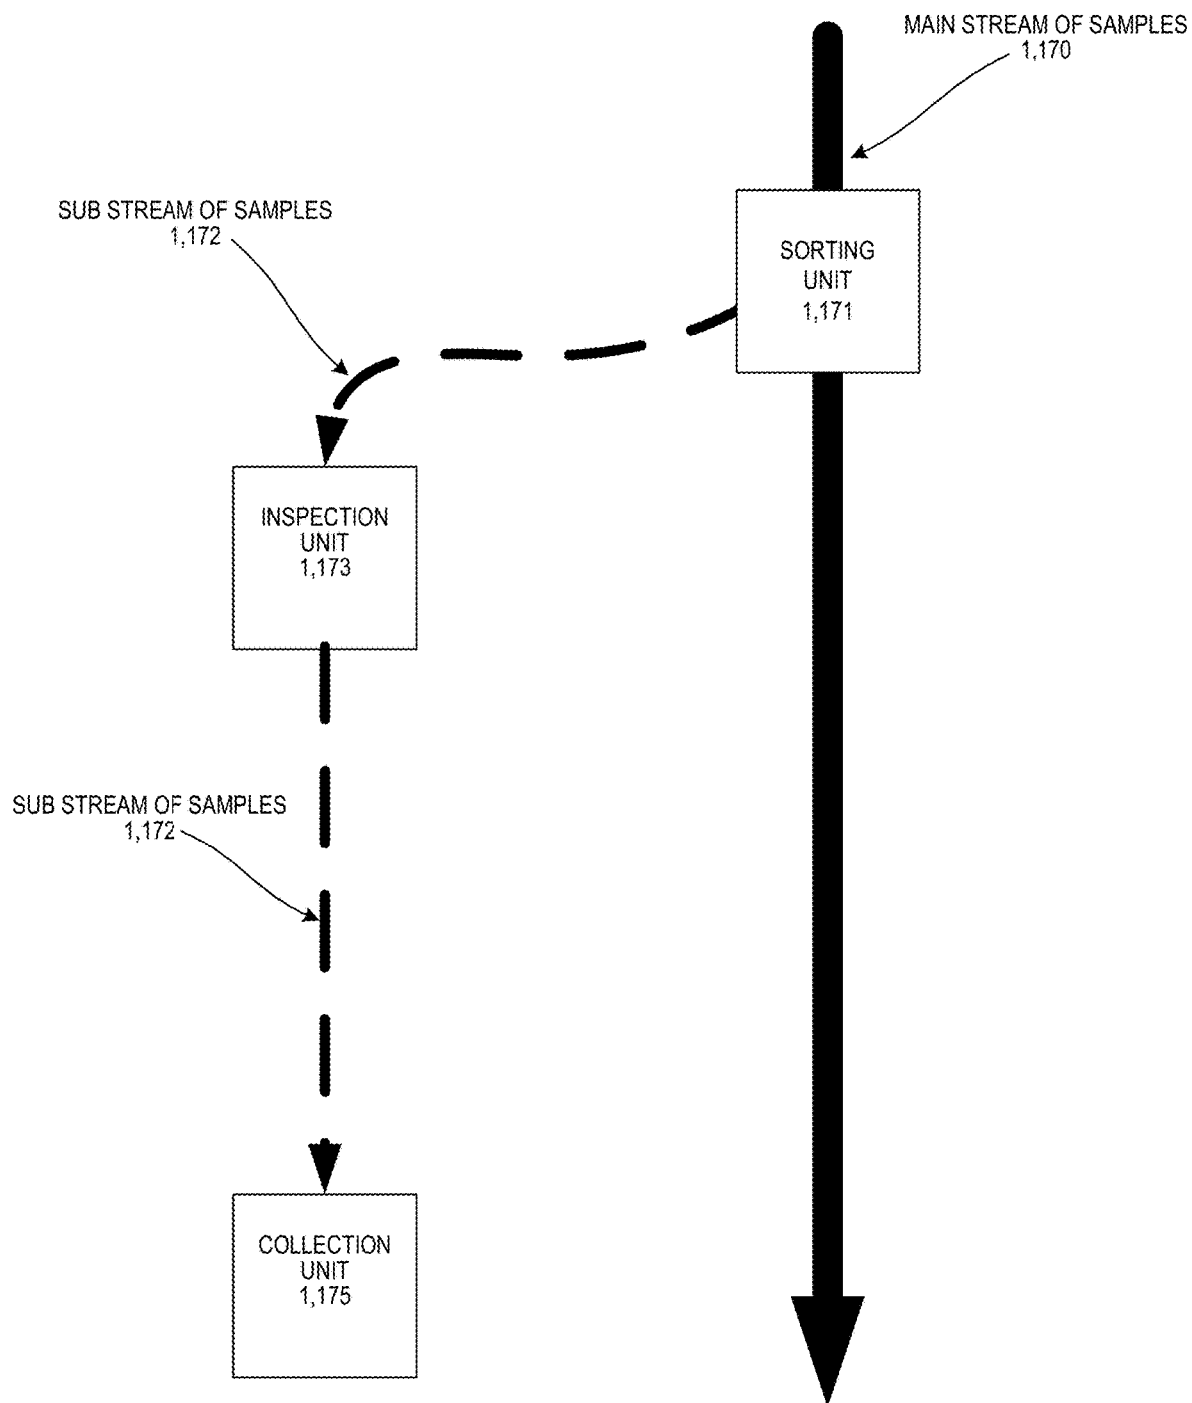 MAIN STREAM OF SAMPLES
1,170
SUB STREAM OF SAMPLES
1,172
SORTING
UNIT
1,171
INSPECTION
UNIT
1,173
SUB STREAM OF SAMPLES
1,172
COLLECTION
UNIT
1,175